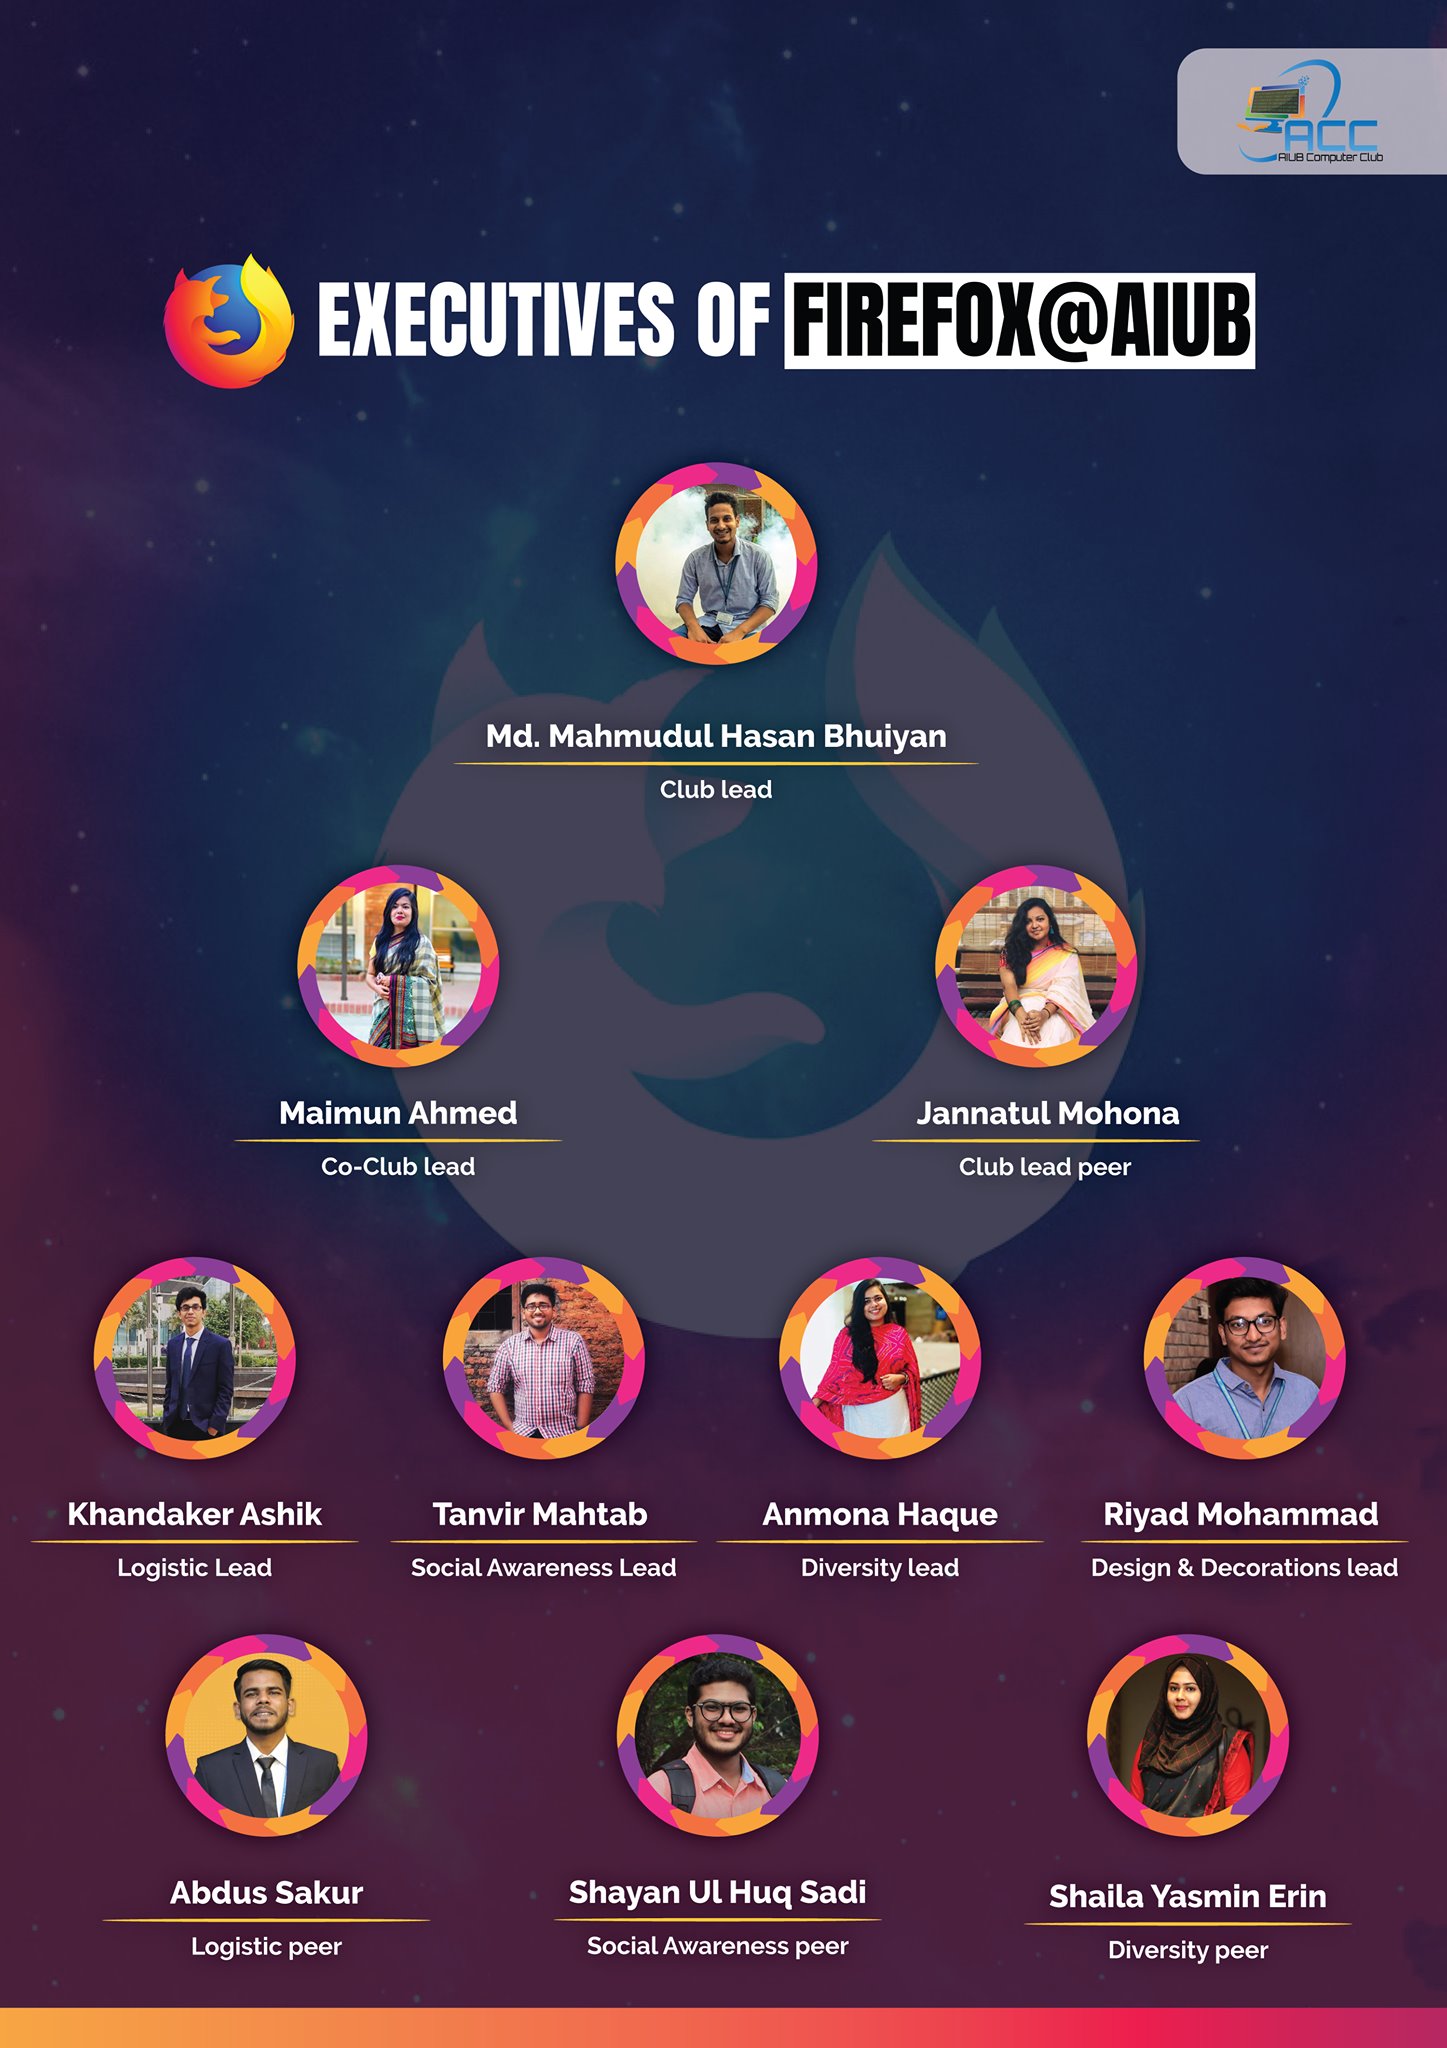 ACC
AIUB Computer Club
EXECUTIVES OF FIREFOX@AIUB
Md. Mahmudul Hasan Bhuiyan
Club lead
Maimun Ahmed
Co-Club lead
Jannatul Mohona
Club lead peer
Khandaker Ashik
Logistic Lead
Tanvir Mahtab
Social Awareness Lead
Anmona Haque
Diversity lead
Riyad Mohammad
Design & Decorations lead
Abdus Sakur
Logistic peer
Shayan Ul Huq Sadi
Social Awareness peer
Shaila Yasmin Erin
Diversity peer